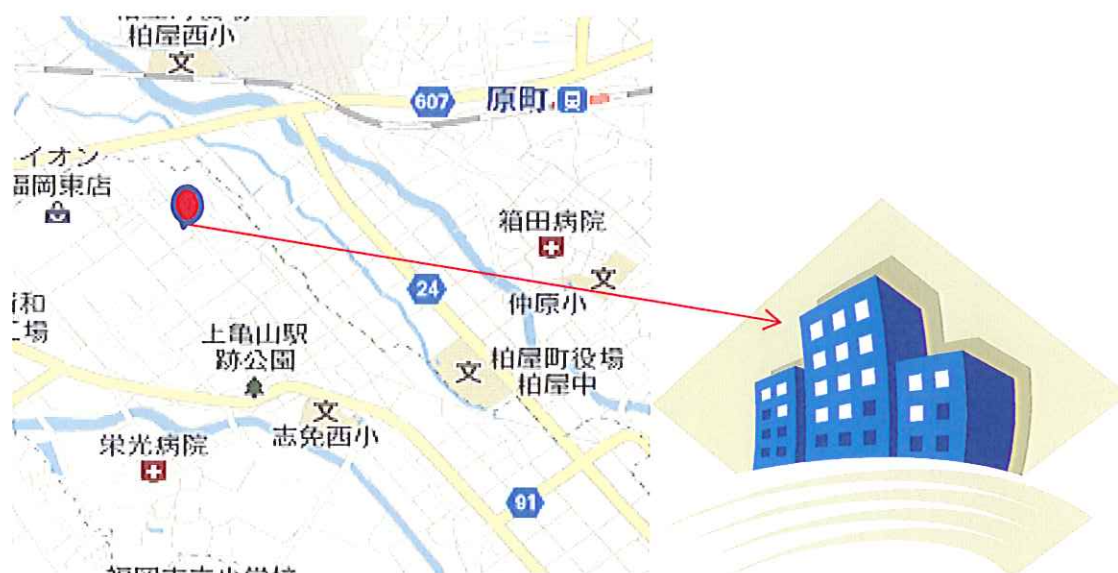 柏屋西小
文
607
原町
イオン
福岡東店
箱田病院
文
24
仲原小
上亀山駅
跡公園
柏屋町役場
文
柏屋中
文
志免西小
栄光病院
91